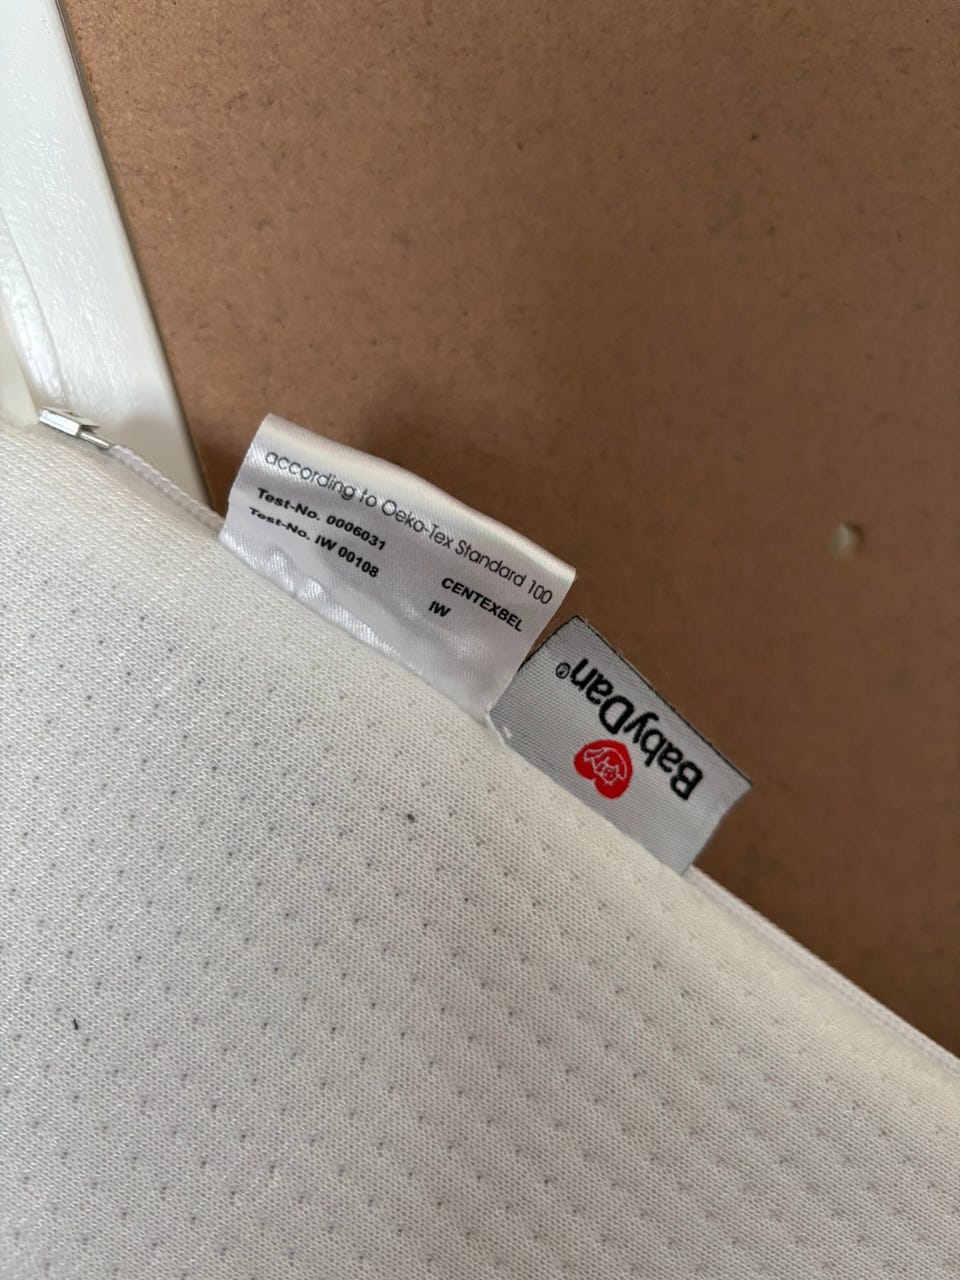 according to Oeko-Tex Standard 100
Test-No. 0006031 CENTEXBEL
Test-No. IW 00108 IW
BabyDan®